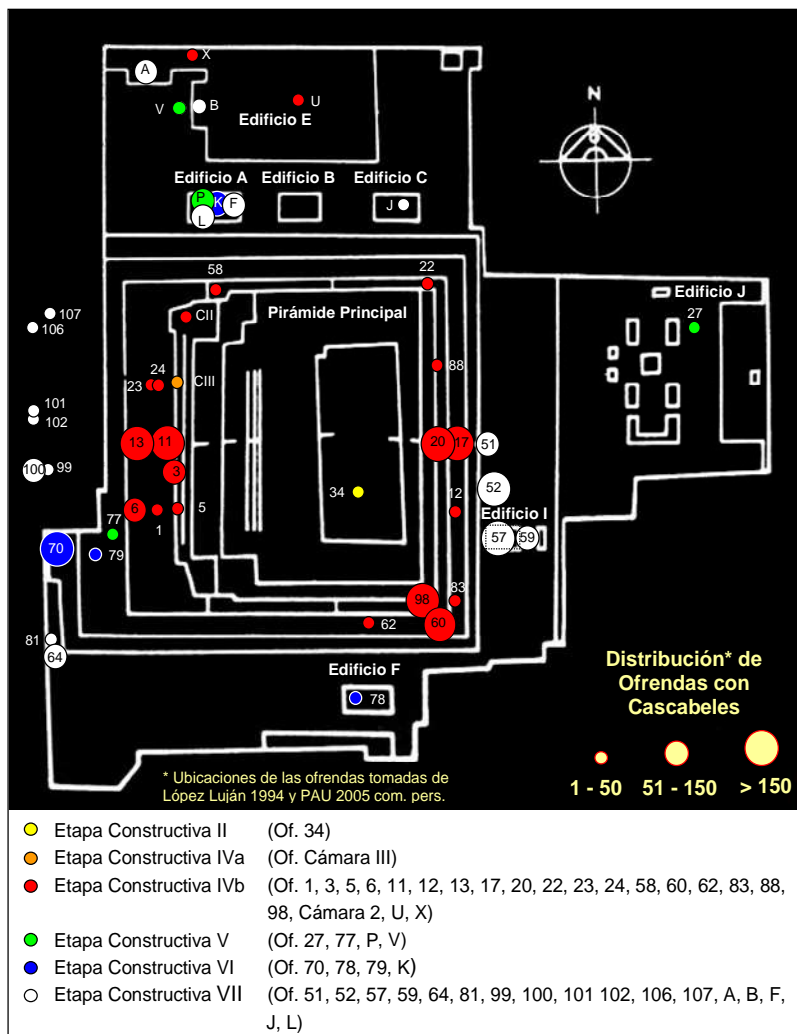 X
A
V
B
U
N
Edificio E
Edificio A
Edificio B
Edificio C
P
K
F
L
J
58
22
Edificio J
27
107
106
CII
Pirámide Principal
88
24
23
CIII
101
102
13
11
20
17
51
100
99
3
34
52
6
1
5
12
Edificio I
77
70
79
57
59
98
83
60
62
81
64
Edificio F
78
Distribución* de
Ofrendas con
Cascabeles
* Ubicaciones de las ofrendas tomadas de
López Luján 1994 y PAU 2005 com. pers.
1 - 50
51 - 150
> 150
Etapa Constructiva II (Of. 34)
Etapa Constructiva IVa (Of. Cámara III)
Etapa Constructiva IVb (Of. 1, 3, 5, 6, 11, 12, 13, 17, 20, 22, 23, 24, 58, 60, 62, 83, 88,
98, Cámara 2, U, X)
Etapa Constructiva V (Of. 27, 77, P, V)
Etapa Constructiva VI (Of. 70, 78, 79, K)
Etapa Constructiva VII (Of. 51, 52, 57, 59, 64, 81, 99, 100, 101 102, 106, 107, A, B, F,
J, L)